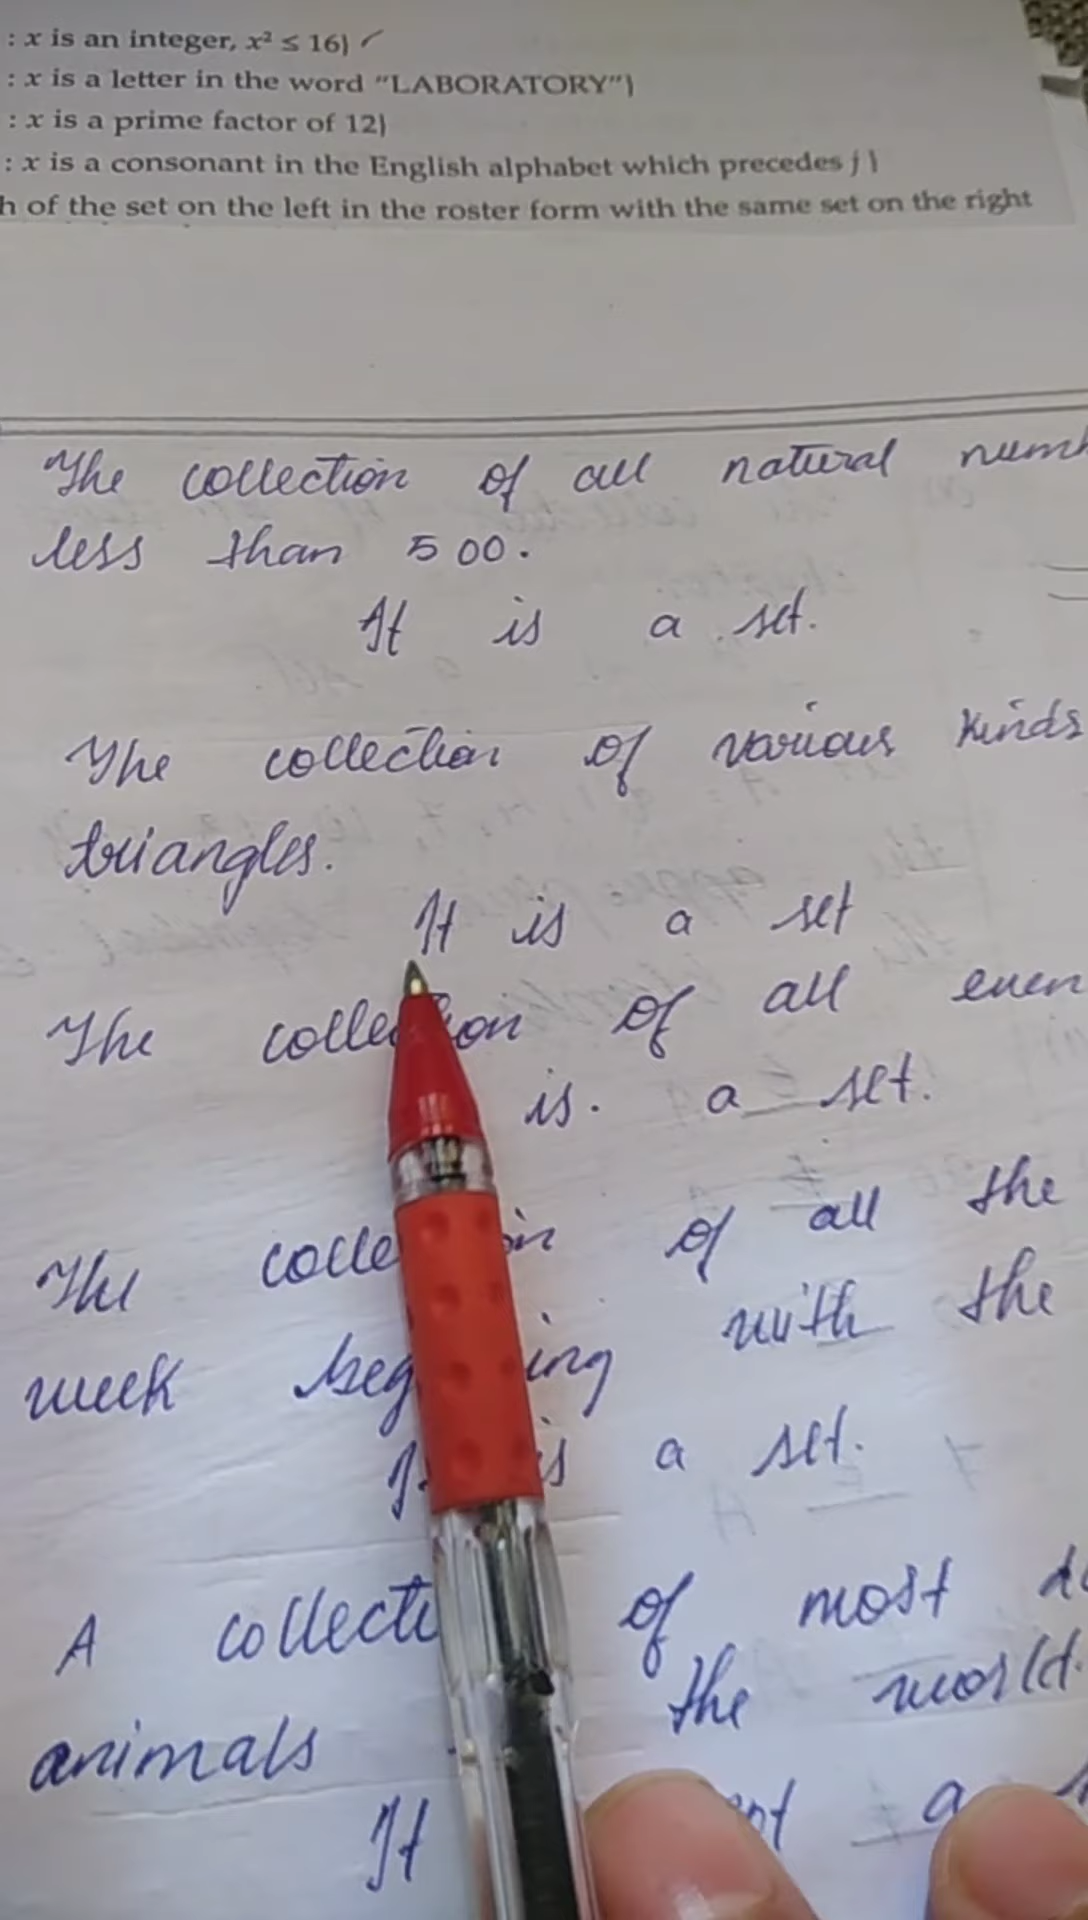 : x is an integer, x² ≤ 16}
: x is a letter in the word "LABORATORY"}
: x is a prime factor of 12}
: x is a consonant in the English alphabet which precedes j }
h of the set on the left in the roster form with the same set on the right
The collection of all natural
less than 500.
It is a set.
The collection of various kinds
triangles.
It is a set
The collection of all even
is. a set.
The of all the
week with the
a set.
A of most
animals the world.
It a